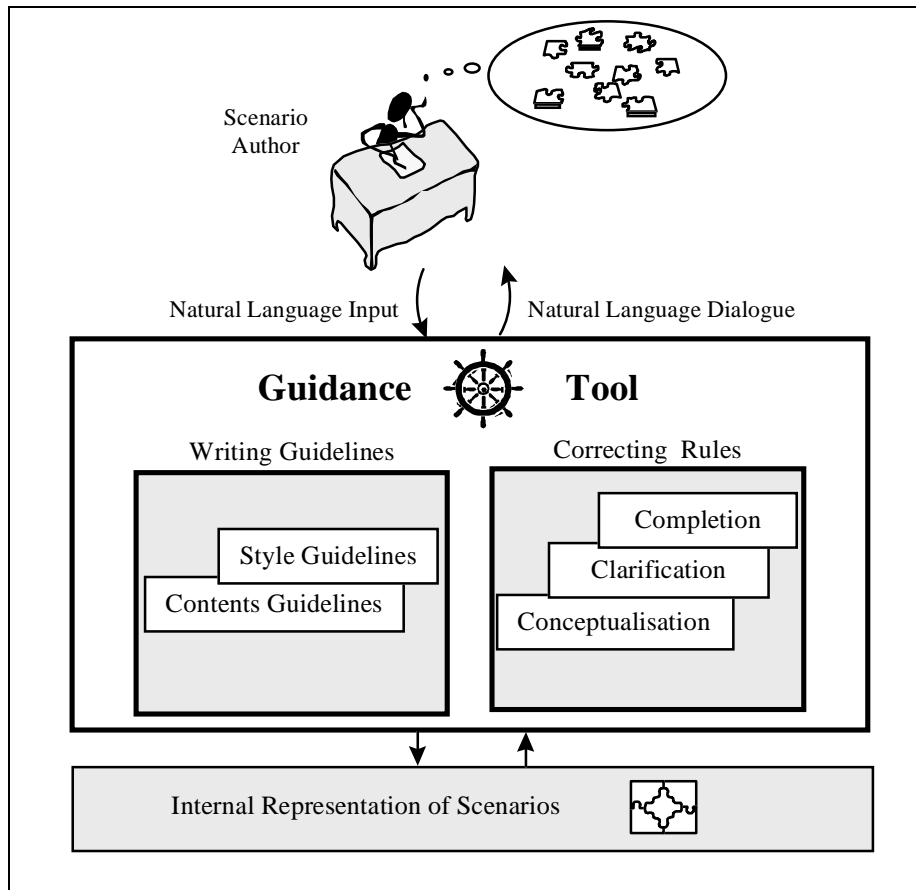 Scenario
Author
Natural Language Input
Natural Language Dialogue
Guidance Tool
Writing Guidelines
Correcting Rules
Style Guidelines
Contents Guidelines
Completion
Clarification
Conceptualisation
Internal Representation of Scenarios